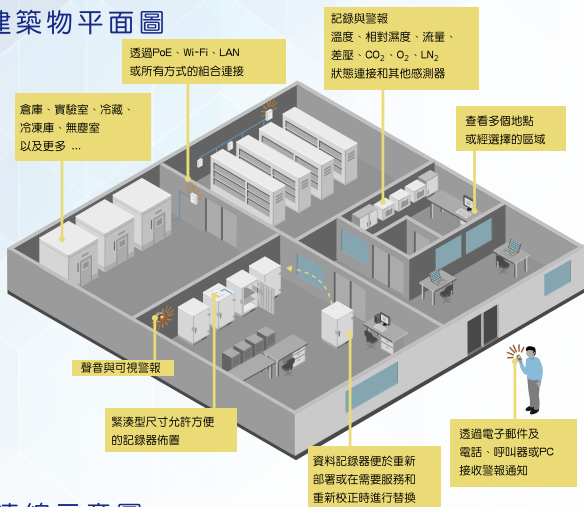 建築物平面圖
記錄與警報
溫度、相對濕度、流量、
差壓、CO₂、O₂、LN₂
狀態連接和其他感測器
透過PoE、Wi-Fi、LAN
或所有方式的組合連接
倉庫、實驗室、冷藏、
冷凍庫、無塵室
以及更多 ...
查看多個地點
或經選擇的區域
聲音與可視警報
緊湊型尺寸允許方便
的記錄器佈置
資料記錄器便於重新
部署或在需要服務和
重新校正時進行替換
透過電子郵件及
電話、呼叫器或PC
接收警報通知